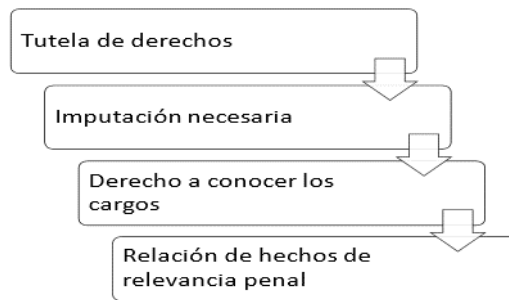 Tutela de derechos
Imputación necesaria
Derecho a conocer los
cargos
Relación de hechos de
relevancia penal